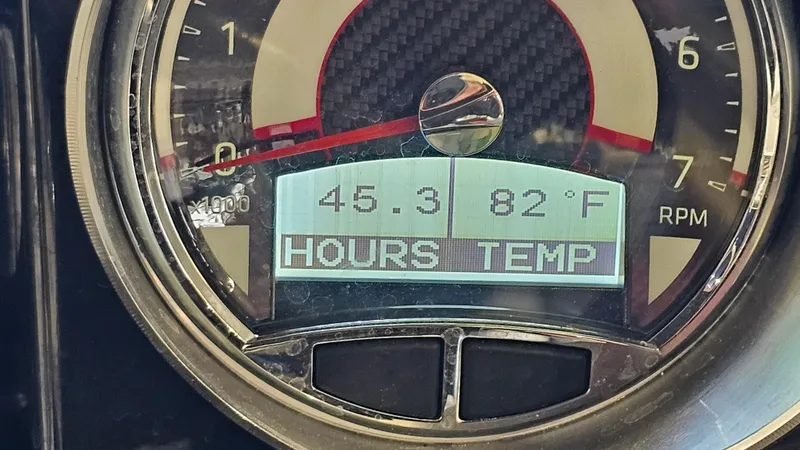 1
6
0
7
x1000
RPM
45.3 82°F
HOURS TEMP